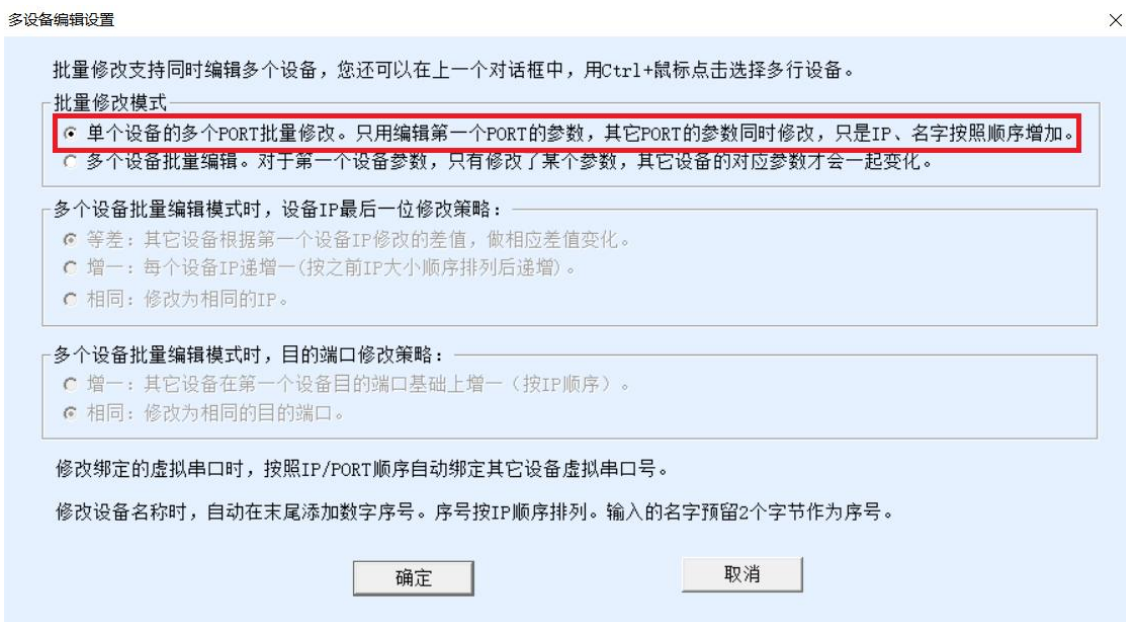 多设备编辑设置
批量修改支持同时编辑多个设备，您还可以在上一个对话框中，用Ctrl+鼠标点击选择多行设备。
批量修改模式
单个设备的多个PORT批量修改。只用编辑第一个PORT的参数，其它PORT的参数同时修改，只是IP、名字按照顺序增加。
多个设备批量编辑。对于第一个设备参数，只有修改了某个参数，其它设备的对应参数才会一起变化。
多个设备批量编辑模式时，设备IP最后一位修改策略：
等差：其它设备根据第一个设备IP修改的差值，做相应差值变化。
增一：每个设备IP递增一(按之前IP大小顺序排列后递增)。
相同：修改为相同的IP。
多个设备批量编辑模式时，目的端口修改策略：
增一：其它设备在第一个设备目的端口基础上增一（按IP顺序）。
相同：修改为相同的目的端口。
修改绑定的虚拟串口时，按照IP/PORT顺序自动绑定其它设备虚拟串口号。
修改设备名称时，自动在末尾添加数字序号。序号按IP顺序排列。输入的名字预留2个字节作为序号。
确定
取消